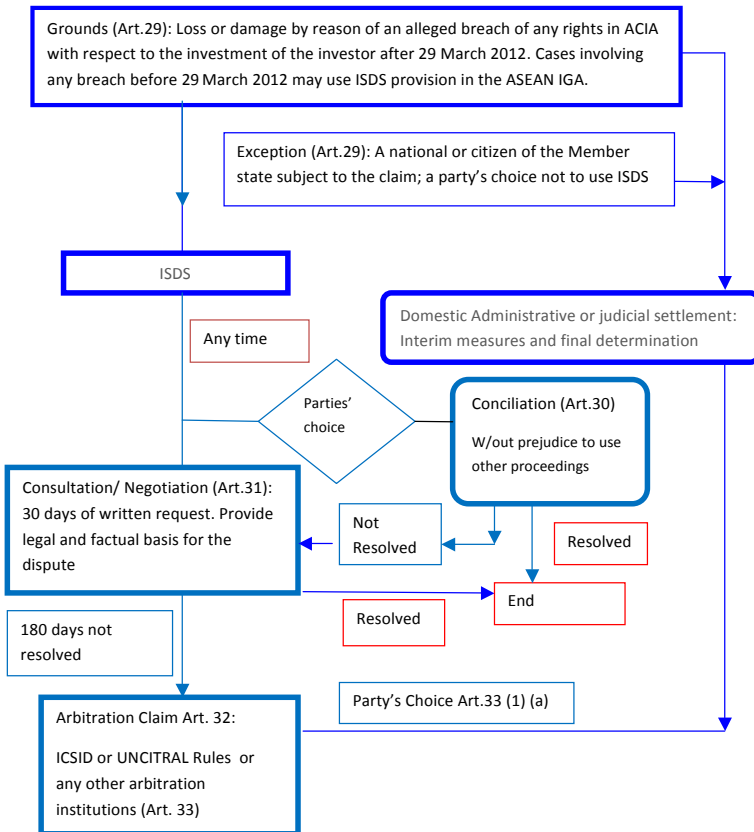 Grounds (Art.29): Loss or damage by reason of an alleged breach of any rights in ACIA
with respect to the investment of the investor after 29 March 2012. Cases involving
any breach before 29 March 2012 may use ISDS provision in the ASEAN IGA.
Exception (Art.29): A national or citizen of the Member
state subject to the claim; a party’s choice not to use ISDS
ISDS
Domestic Administrative or judicial settlement:
Interim measures and final determination
Any time
Parties’
choice
Conciliation (Art.30)
W/out prejudice to use
other proceedings
Consultation/ Negotiation (Art.31):
30 days of written request. Provide
legal and factual basis for the
dispute
Not
Resolved
Resolved
End
Resolved
180 days not
resolved
Party’s Choice Art.33 (1) (a)
Arbitration Claim Art. 32:
ICSID or UNCITRAL Rules or
any other arbitration
institutions (Art. 33)